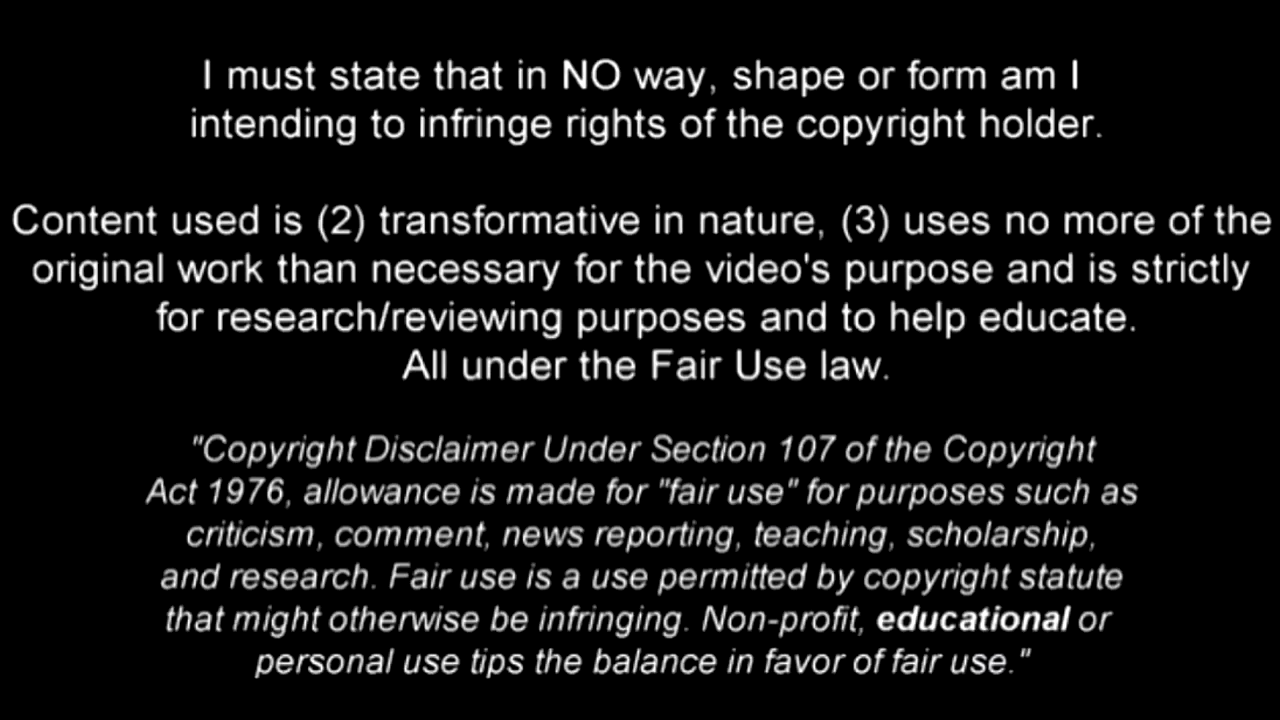 I must state that in NO way, shape or form am I
intending to infringe rights of the copyright holder.
Content used is (2) transformative in nature, (3) uses no more of the
original work than necessary for the video's purpose and is strictly
for research/reviewing purposes and to help educate.
All under the Fair Use law.
"Copyright Disclaimer Under Section 107 of the Copyright
Act 1976, allowance is made for "fair use" for purposes such as
criticism, comment, news reporting, teaching, scholarship,
and research. Fair use is a use permitted by copyright statute
that might otherwise be infringing. Non-profit, educational or
personal use tips the balance in favor of fair use."